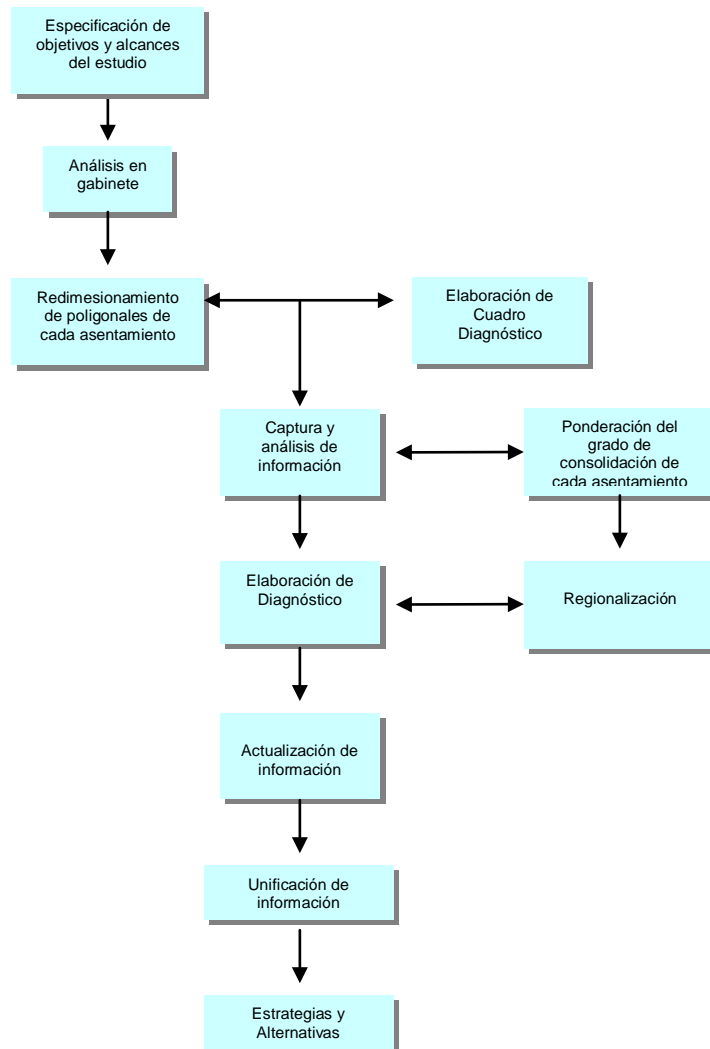 Especificación de
objetivos y alcances
del estudio
Análisis en
gabinete
Redimesionamiento
de poligonales de
cada asentamiento
Elaboración de
Cuadro
Diagnóstico
Captura y
análisis de
información
Ponderación del
grado de
consolidación de
cada asentamiento
Elaboración de
Diagnóstico
Regionalización
Actualización de
información
Unificación de
información
Estrategias y
Alternativas